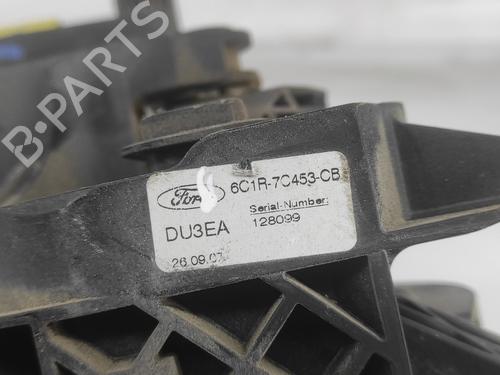 B-PARTS
Ford 6C1R-7C453-CB
DU3EA Serial-Number:
128099
26.09.07